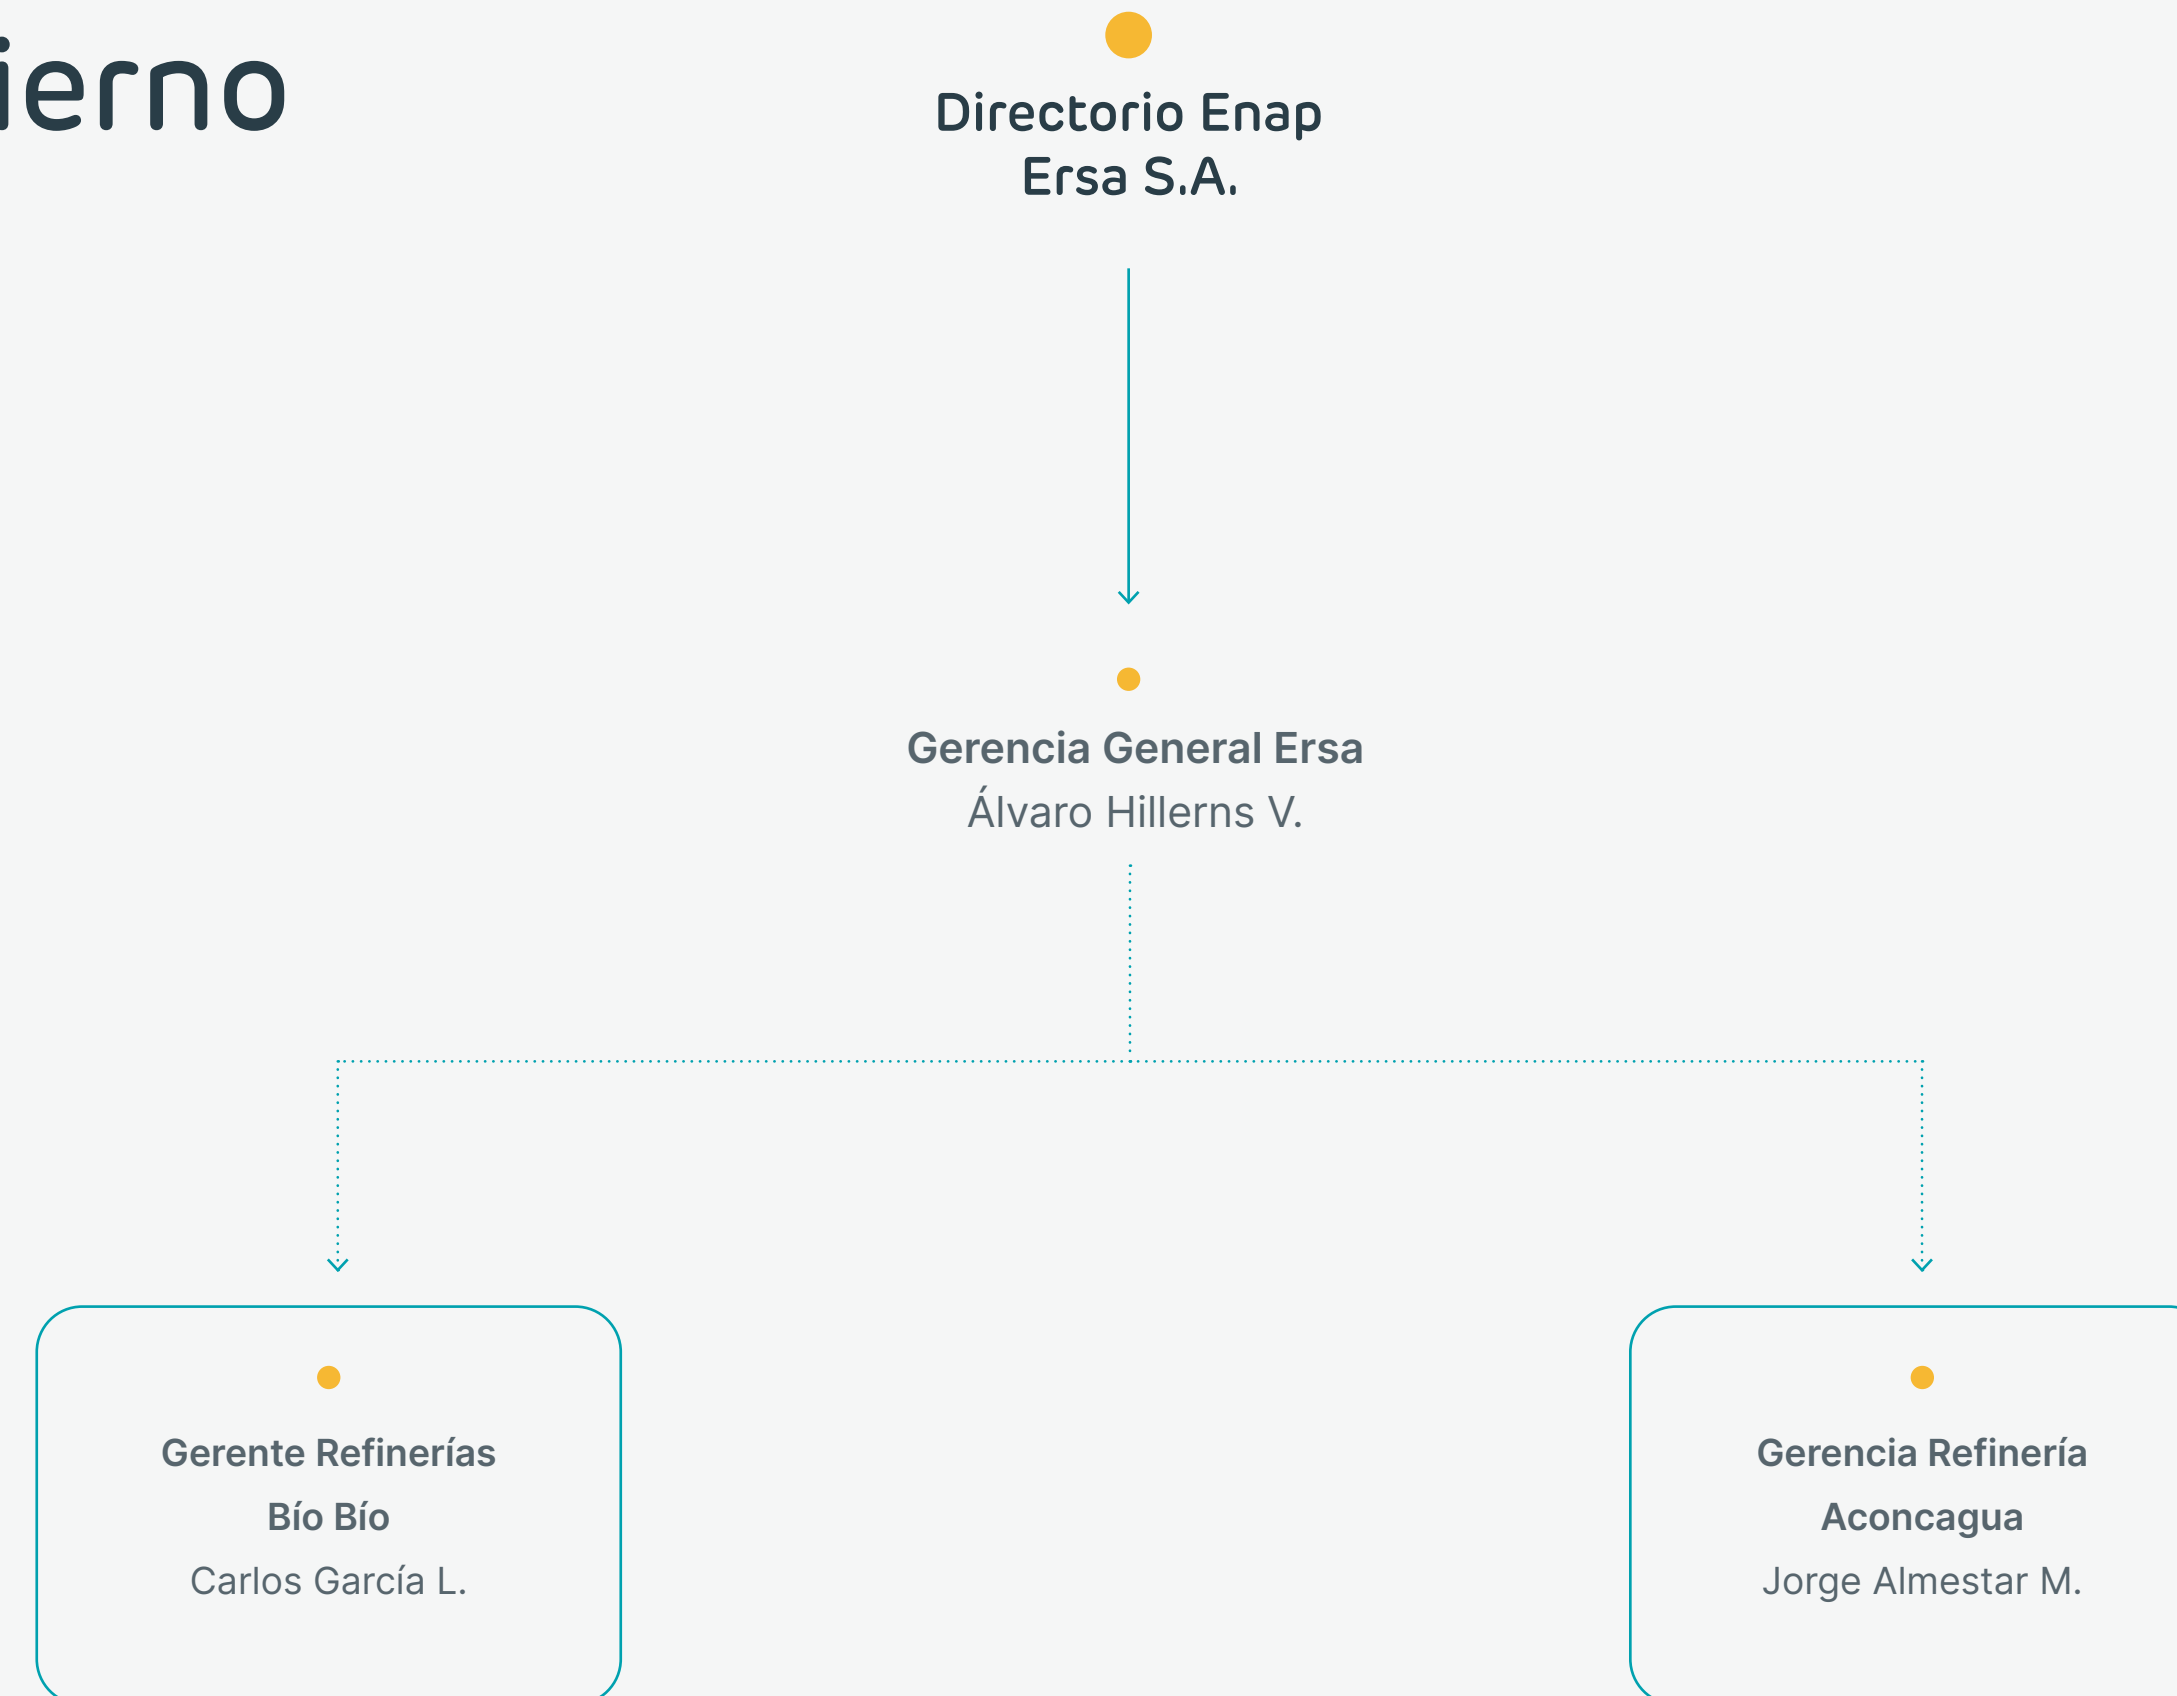 ierno
Directorio Enap
Ersa S.A.
Gerencia General Ersa
Álvaro Hillerns V.
Gerente Refinerías
Bío Bío
Carlos García L.
Gerencia Refinería
Aconcagua
Jorge Almestar M.